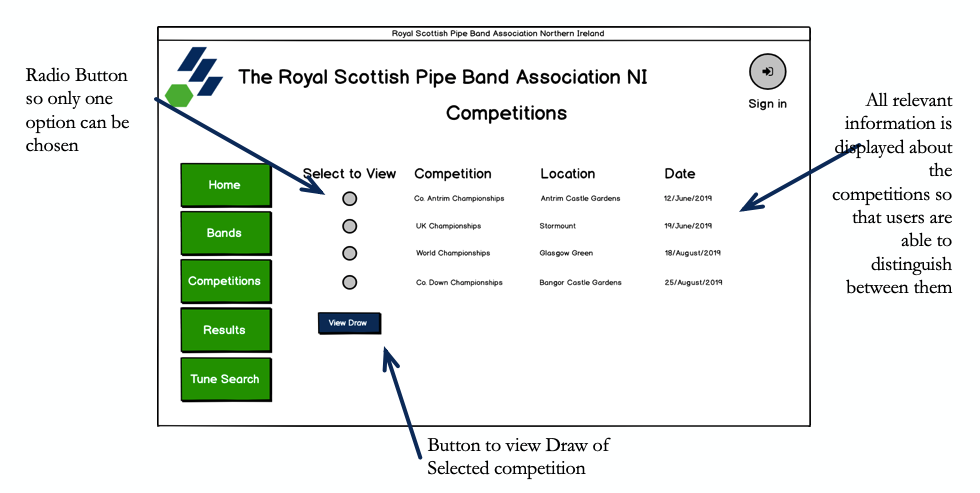 Royal Scottish Pipe Band Association Northern Ireland
The Royal Scottish Pipe Band Association NI
Competitions
Sign in
Radio Button
so only one
option can be
chosen
Home
Bands
Competitions
Results
Tune Search
Select to View Competition Location Date
Co. Antrim Championships Antrim Castle Gardens 12/June/2019
UK Championships Stormount 19/June/2019
World Championships Glasgow Green 18/August/2019
Co. Down Championships Bangor Castle Gardens 25/August/2019
View Draw
All relevant
information is
displayed about
the
competitions so
that users are
able to
distinguish
between them
Button to view Draw of
Selected competition